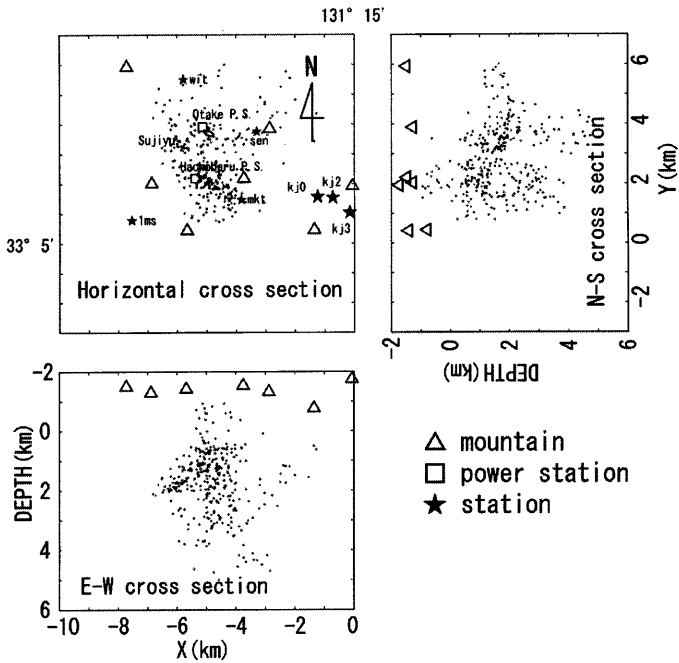 131° 15'
N
wit
Otake P.S.
Sujiyu
sen
Hachobaru P.S.
kj0 kj2
mkt
1ms
kj3
33° 5'
Horizontal cross section
6
4
2
0
-2
Y(km)
N-S cross section
-2 0 2 4 6
DEPTH(km)
-2
0
2
4
6
DEPTH(km)
E-W cross section
-10 -8 -6 -4 -2 0
X(km)
mountain
power station
station